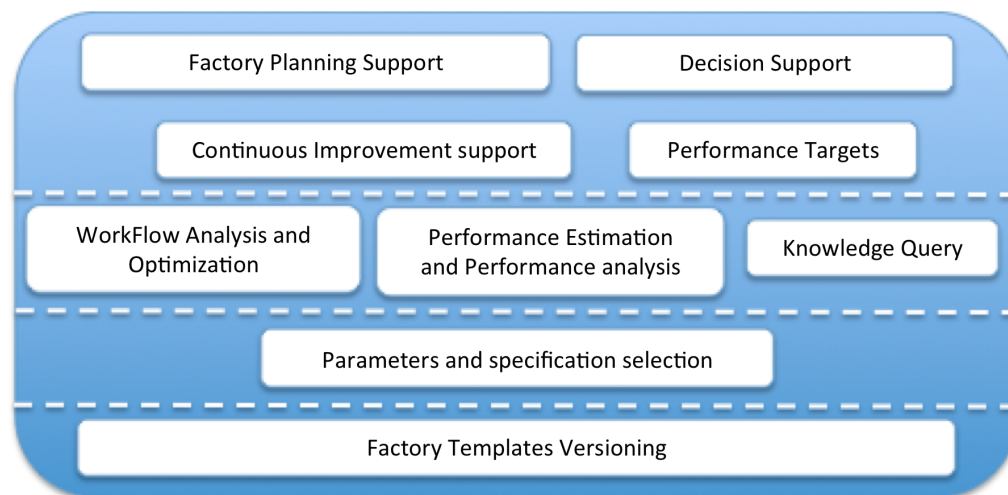 Factory Planning Support
Decision Support
Continuous Improvement support
Performance Targets
WorkFlow Analysis and
Optimization
Performance Estimation
and Performance analysis
Knowledge Query
Parameters and specification selection
Factory Templates Versioning